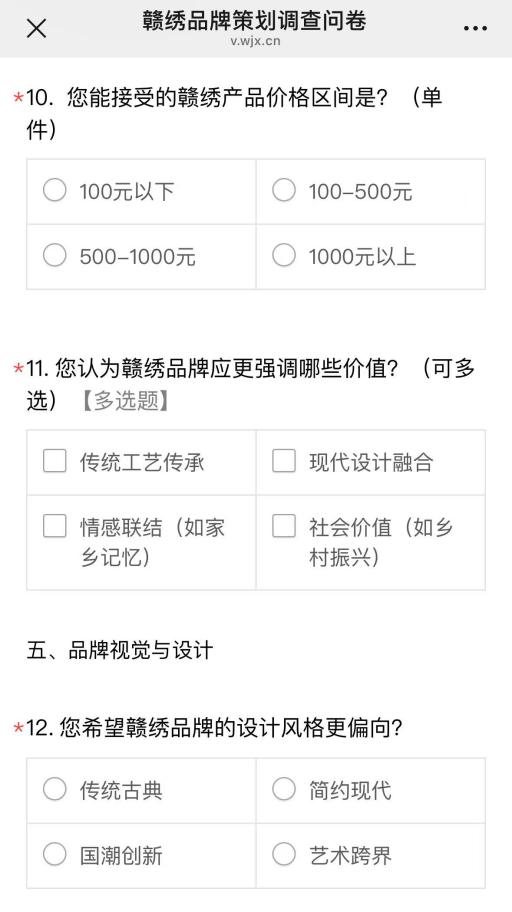 赣绣品牌策划调查问卷
v.wjx.cn
*10. 您能接受的赣绣产品价格区间是？（单
件）
100元以下
100–500元
500–1000元
1000元以上
*11. 您认为赣绣品牌应更强调哪些价值？（可多
选）【多选题】
传统工艺传承
现代设计融合
情感联结（如家
乡记忆）
社会价值（如乡
村振兴）
五、品牌视觉与设计
*12. 您希望赣绣品牌的设计风格更偏向？
传统古典
简约现代
国潮创新
艺术跨界